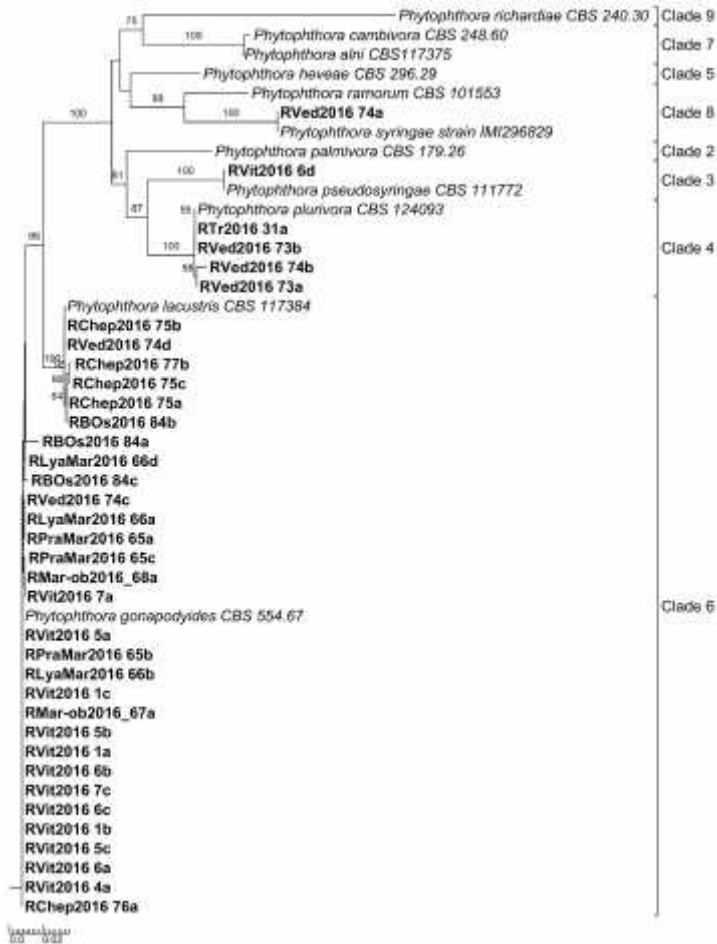 75 Phytophthora richardiae CBS 240.30 Clade 9
100 Phytophthora cambivora CBS 248.60 Clade 7
Phytophthora alni CBS117375
Phytophthora heveae CBS 296.29 Clade 5
Phytophthora ramorum CBS 101553
100 RVed2016 74a Clade 8
Phytophthora syringae strain IMI296829
100
Phytophthora palmivora CBS 179.26 Clade 2
100 RVit2016 6d Clade 3
Phytophthora pseudosyringae CBS 111772
Phytophthora plurivora CBS 124093
RTr2016 31a
100 RVed2016 73b Clade 4
RVed2016 74b
RVed2016 73a
Phytophthora lacustris CBS 117384
RChep2016 75b
RVed2016 74d
100 RChep2016 77b
RChep2016 75c
RChep2016 75a
RBOs2016 84b
RBOs2016 84a
RLyaMar2016 66d
RBOs2016 84c
RVed2016 74c
RLyaMar2016 66a
RPraMar2016 65a
RPraMar2016 65c
RMar-ob2016_68a
RVit2016 7a Clade 6
Phytophthora gonapodyides CBS 554.67
RVit2016 5a
RPraMar2016 65b
RLyaMar2016 66b
RVit2016 1c
RMar-ob2016_67a
RVit2016 5b
RVit2016 1a
RVit2016 6b
RVit2016 7c
RVit2016 6c
RVit2016 1b
RVit2016 5c
RVit2016 6a
RVit2016 4a
RChep2016 76a